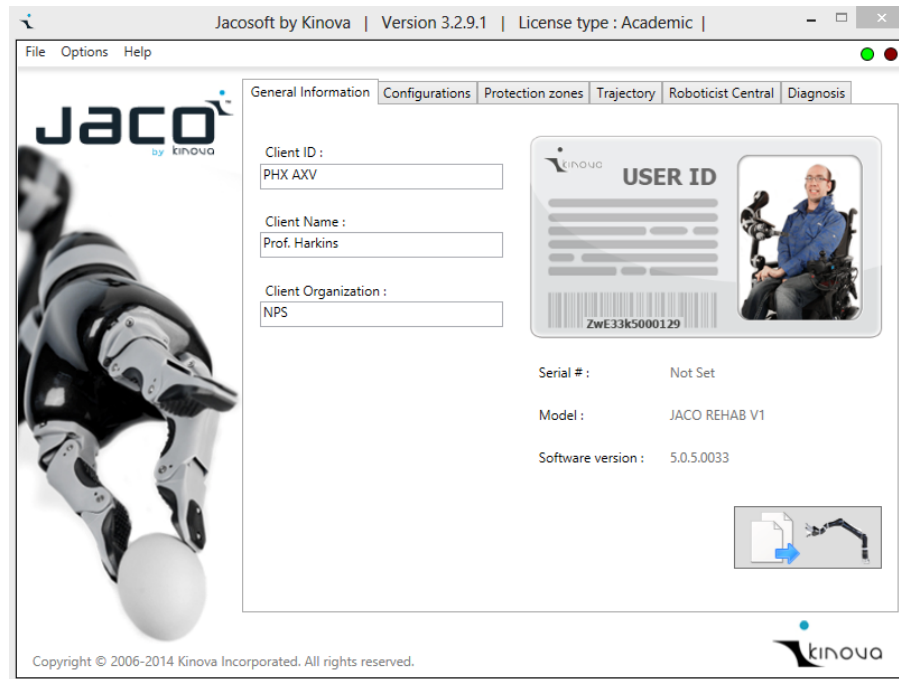 Jacosoft by Kinova | Version 3.2.9.1 | License type : Academic |
File Options Help
General Information Configurations Protection zones Trajectory Roboticist Central Diagnosis
Jaco
by kinova
Client ID :
PHX AXV
Client Name :
Prof. Harkins
Client Organization :
NPS
kinova
USER ID
ZwE33k5000129
Serial # : Not Set
Model : JACO REHAB V1
Software version : 5.0.5.0033
kinova
Copyright © 2006-2014 Kinova Incorporated. All rights reserved.